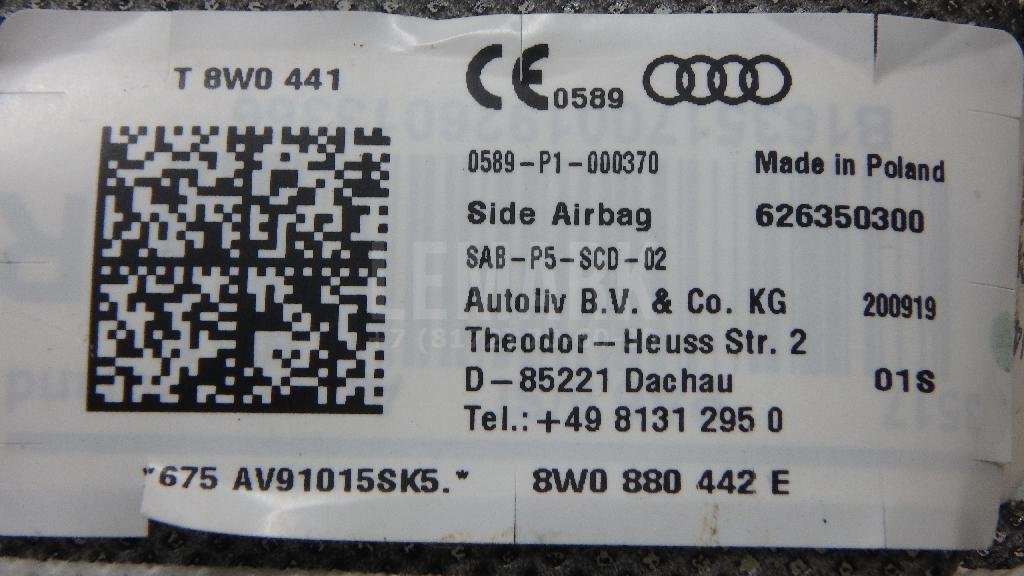 T 8W0 441
CE 0589
0589-P1-000370
Made in Poland
Side Airbag
626350300
SAB-P5-SCD-02
Autoliv B.V. & Co. KG
200919
Theodor-Heuss Str. 2
D-85221 Dachau
01S
Tel.: +49 8131 295 0
*675 AV91015SK5.*
8W0 880 442 E